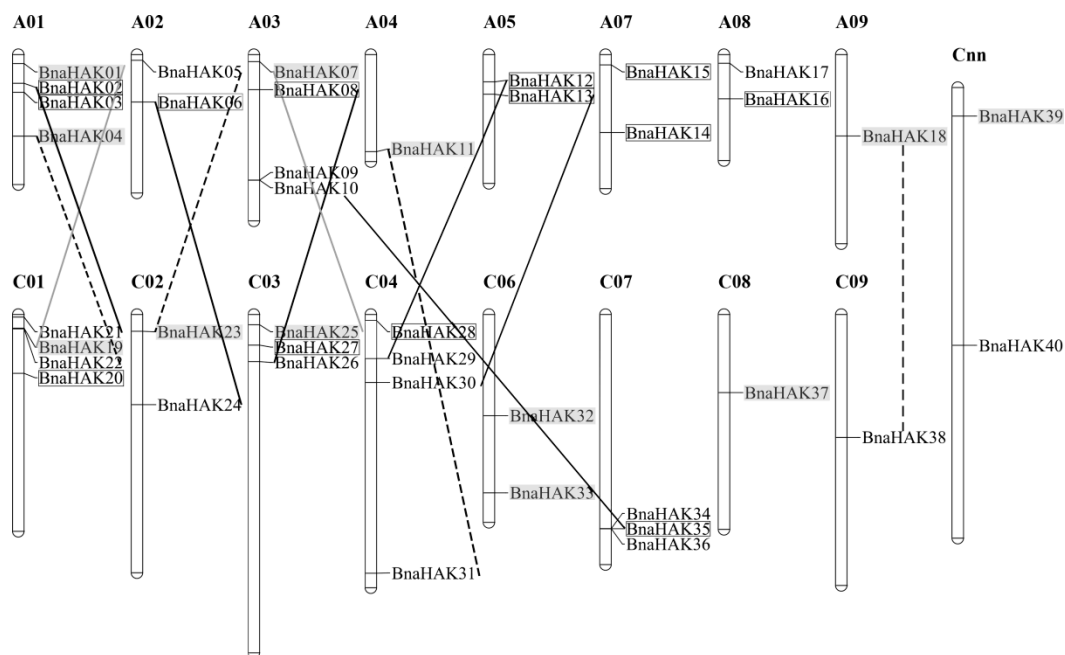 A01 A02 A03 A04 A05 A07 A08 A09
Cnn
BnaHAK01 BnaHAK05 BnaHAK07 BnaHAK15 BnaHAK17
BnaHAK02 BnaHAK12
BnaHAK03 BnaHAK06 BnaHAK08 BnaHAK13 BnaHAK16
BnaHAK39
BnaHAK04 BnaHAK14 BnaHAK18
BnaHAK11
BnaHAK09
BnaHAK10
C01 C02 C03 C04 C06 C07 C08 C09
BnaHAK21 BnaHAK23 BnaHAK25 BnaHAK28
BnaHAK19 BnaHAK27 BnaHAK40
BnaHAK22 BnaHAK26 BnaHAK29
BnaHAK20 BnaHAK30
BnaHAK37
BnaHAK24 BnaHAK32
BnaHAK38
BnaHAK33
BnaHAK34
BnaHAK35
BnaHAK36
BnaHAK31